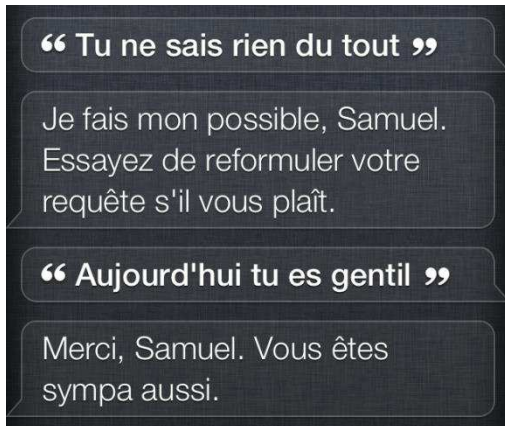 “ Tu ne sais rien du tout ”
Je fais mon possible, Samuel.
Essayez de reformuler votre
requête s'il vous plaît.
“ Aujourd'hui tu es gentil ”
Merci, Samuel. Vous êtes
sympa aussi.